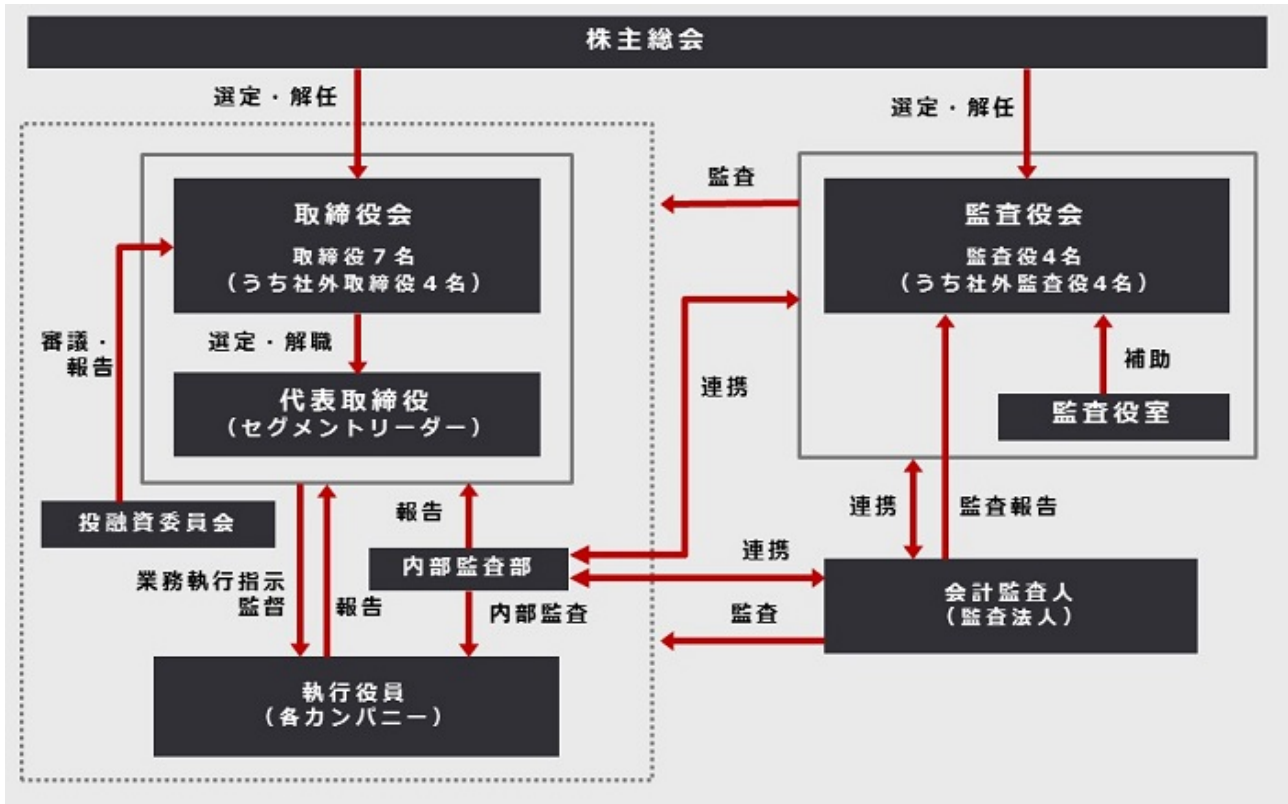 株主総会
選定・解任
選定・解任
取締役会
取締役7名
(うち社外取締役4名)
監査
監査役会
監査役4名
(うち社外監査役4名)
審議・
報告
選定・解職
代表取締役
(セグメントリーダー)
連携
補助
監査役室
投融資委員会
報告
内部監査部
連携
連携
監査報告
業務執行指示
監督
報告
内部監査
監査
会計監査人
(監査法人)
執行役員
(各カンパニー)